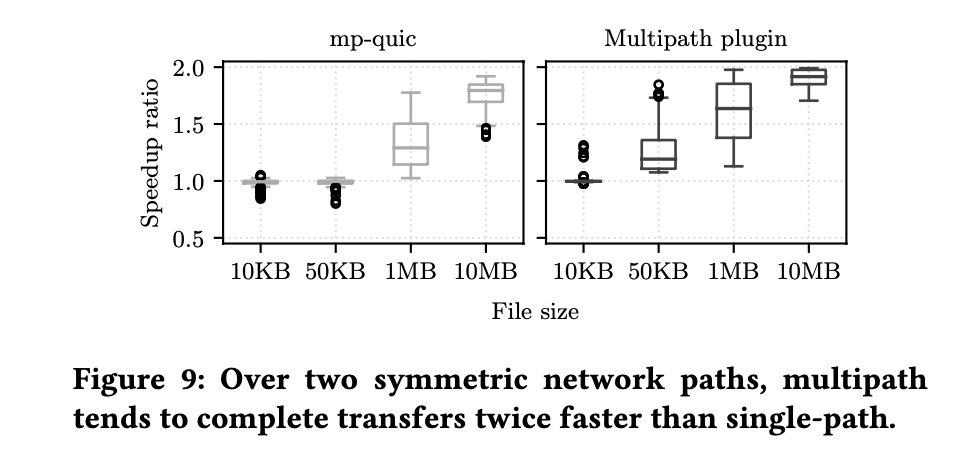 mp-quic
Multipath plugin
Speedup ratio
2.0
1.5
1.0
0.5
10KB 50KB 1MB 10MB
10KB 50KB 1MB 10MB
File size
Figure 9: Over two symmetric network paths, multipath
tends to complete transfers twice faster than single-path.